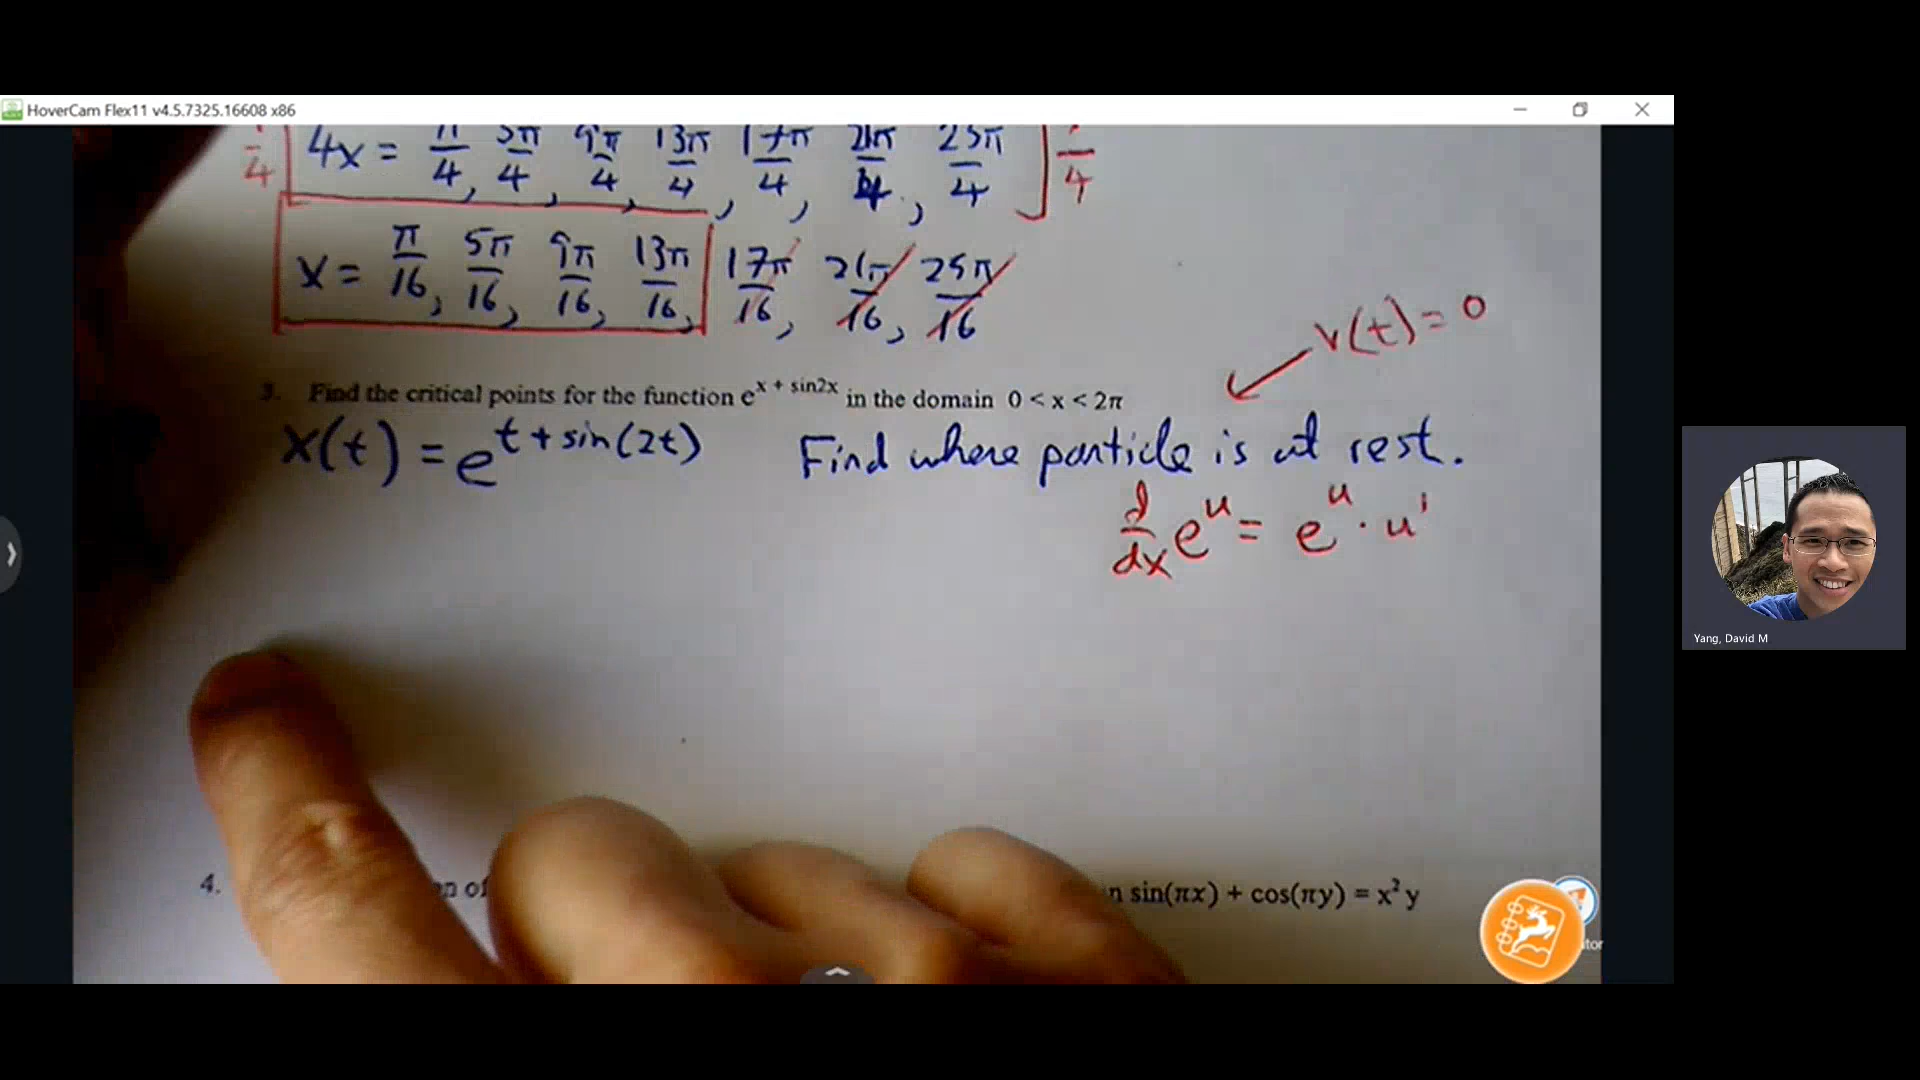 HoverCam Flex11 v4.5.7325.16608 x86
4x = π/4, 5π/4, 9π/4, 13π/4, 17π/4, 21π/4, 25π/4 ] /4
x = π/16, 5π/16, 9π/16, 13π/16, 17π/16, 21π/16, 25π/16
v(t) = 0
3. Find the critical points for the function e^x + sin2x in the domain 0 < x < 2π
x(t) = e^t + sin(2t) Find where particle is at rest.
d/dx e^u = e^u · u'
4. sin(πx) + cos(πy) = x²y
Yang, David M